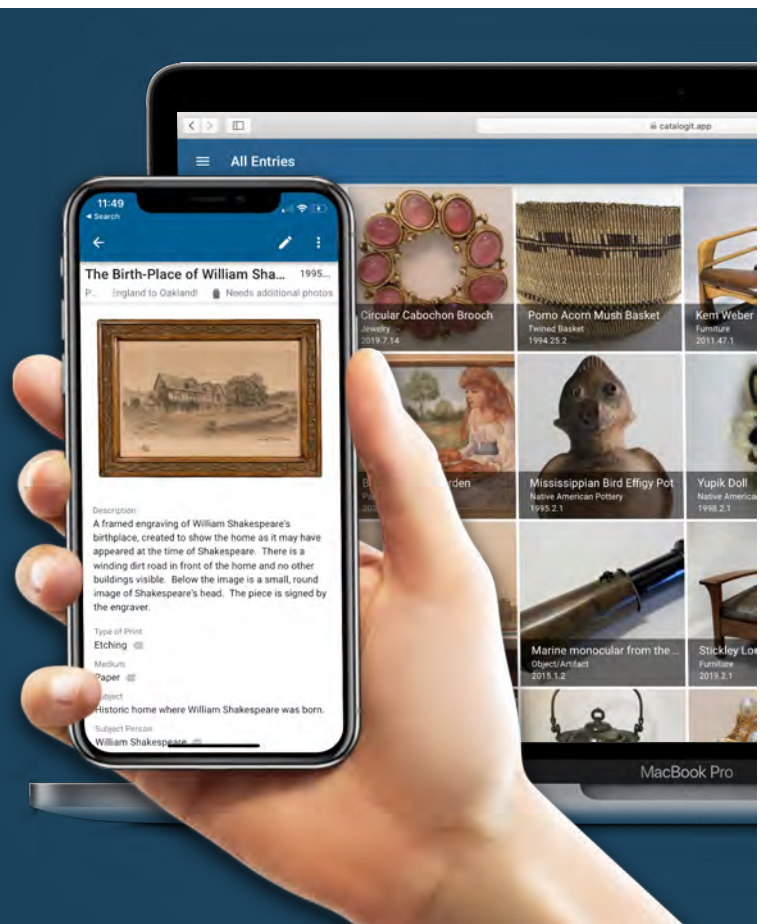 catalogit.app
All Entries
11:49
Search
The Birth-Place of William Sha... 1995...
P... England to Oakland! Needs additional photos
Description
A framed engraving of William Shakespeare's
birthplace, created to show the home as it may have
appeared at the time of Shakespeare. There is a
winding dirt road in front of the home and no other
buildings visible. Below the image is a small, round
image of Shakespeare's head. The piece is signed by
the engraver.
Type of Print
Etching
Medium
Paper
Subject
Historic home where William Shakespeare was born.
Subject Person
William Shakespeare
Circular Cabochon Brooch
Jewelry
2019.7.14
Pomo Acorn Mush Basket
Twined Basket
1994.25.2
Kem Weber
Furniture
2011.47.1
Mississippian Bird Effigy Pot
Native American Pottery
1995.2.1
Yupik Doll
Native America
1998.2.1
Marine monocular from the ...
Object/Artifact
2015.1.2
Stickley Lo
Furniture
2019.2.1
MacBook Pro